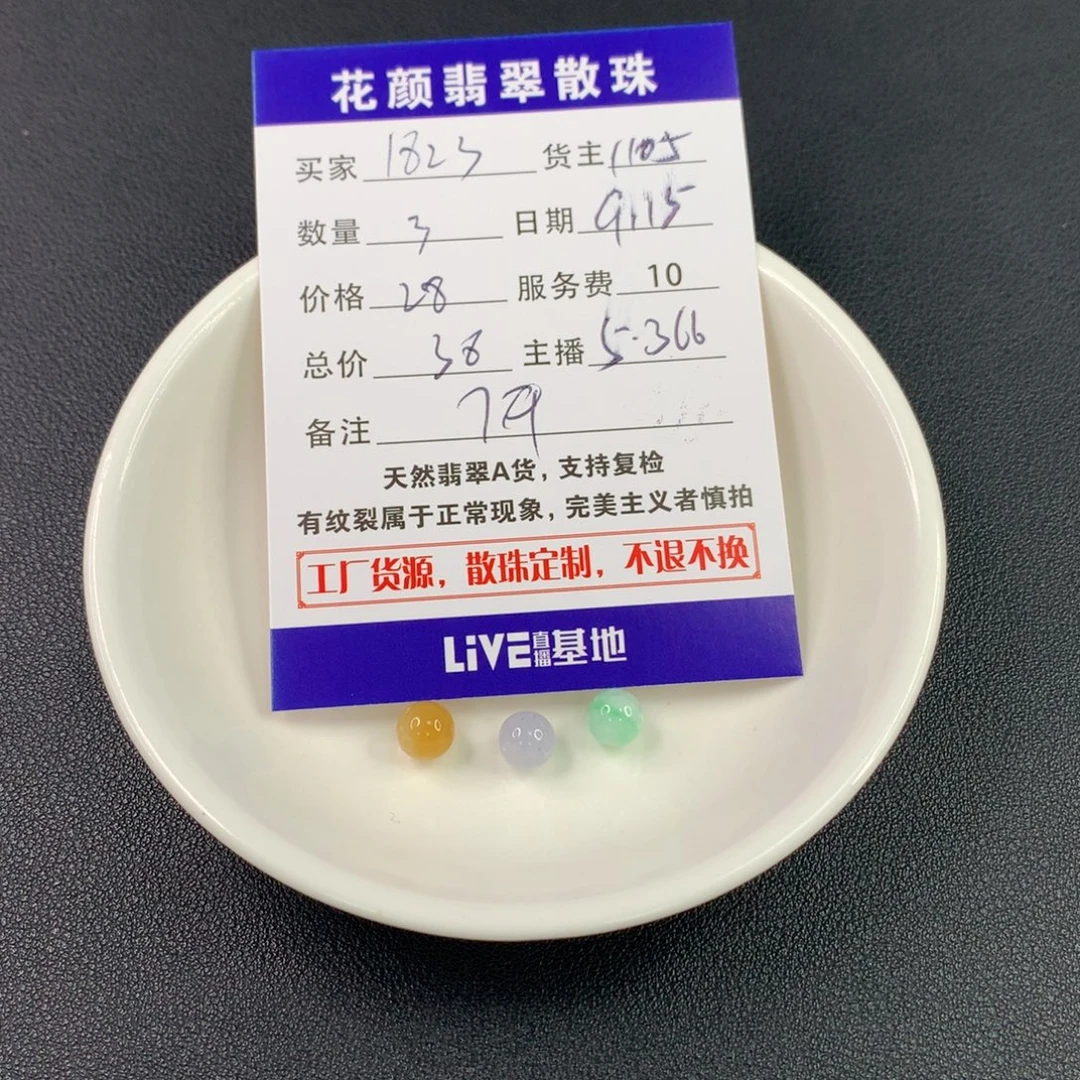 花颜翡翠散珠
买家 1823 货主 1105
数量 3 日期 9.15
价格 28 服务费 10
总价 38 主播 5.366
备注
天然翡翠A货，支持复检
有纹裂属于正常现象，完美主义者慎拍
工厂货源，散珠定制，不退不换
LiVE直播基地